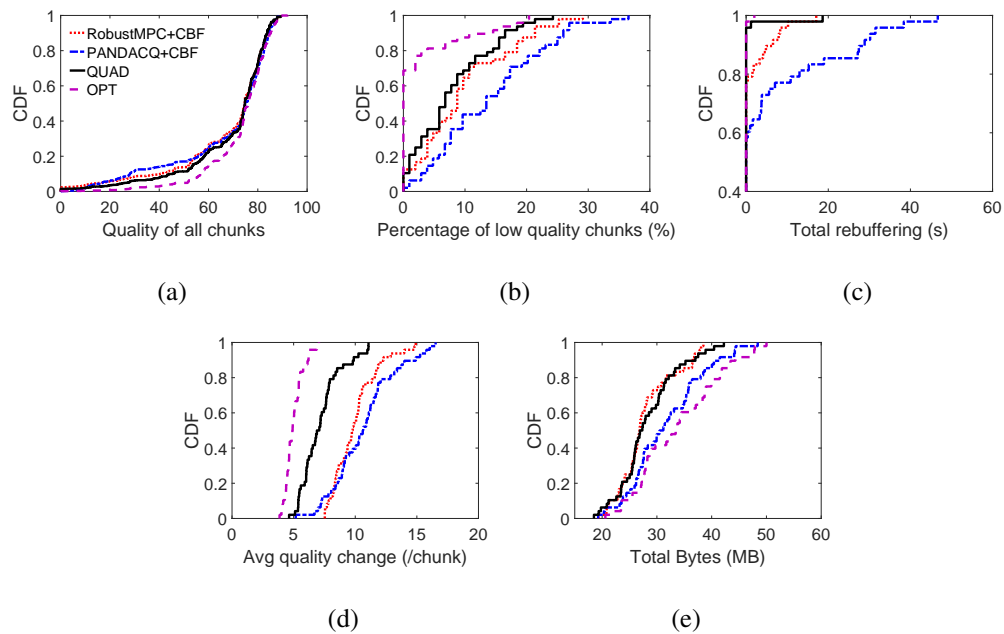 1
0.8
0.6
0.4
0.2
0
CDF
RobustMPC+CBF
PANDACQ+CBF
QUAD
OPT
0 20 40 60 80 100
Quality of all chunks
(a)
1
0.8
0.6
0.4
0.2
0
CDF
0 10 20 30 40
Percentage of low quality chunks (%)
(b)
1
0.8
0.6
0.4
CDF
0 20 40 60
Total rebuffering (s)
(c)
1
0.8
0.6
0.4
0.2
0
CDF
0 5 10 15 20
Avg quality change (/chunk)
(d)
1
0.8
0.6
0.4
0.2
0
CDF
20 30 40 50 60
Total Bytes (MB)
(e)